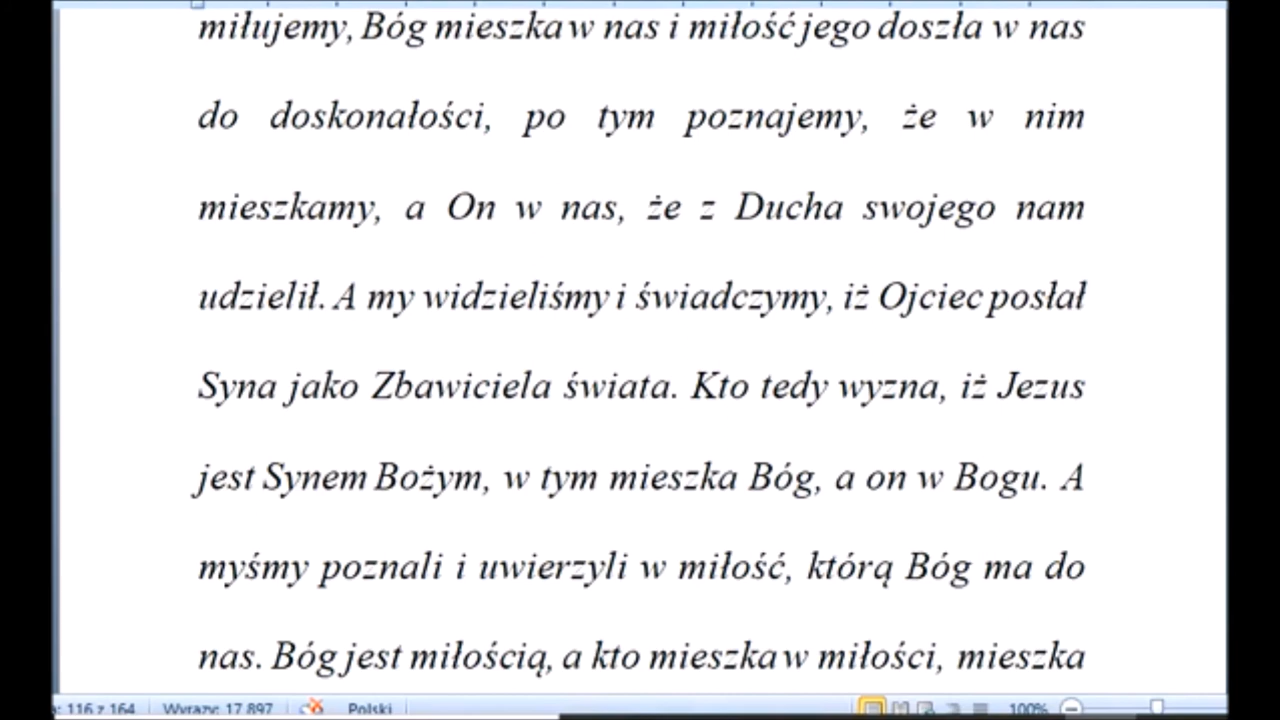 miłujemy, Bóg mieszka w nas i miłość jego doszła w nas
do doskonałości, po tym poznajemy, że w nim
mieszkamy, a On w nas, że z Ducha swojego nam
udzielił. A my widzieliśmy i świadczymy, iż Ojciec posłał
Syna jako Zbawiciela świata. Kto tedy wyzna, iż Jezus
jest Synem Bożym, w tym mieszka Bóg, a on w Bogu. A
myśmy poznali i uwierzyli w miłość, którą Bóg ma do
nas. Bóg jest miłością, a kto mieszka w miłości, mieszka
: 116 z 164 Wyrazy: 17 897 Polski 100%